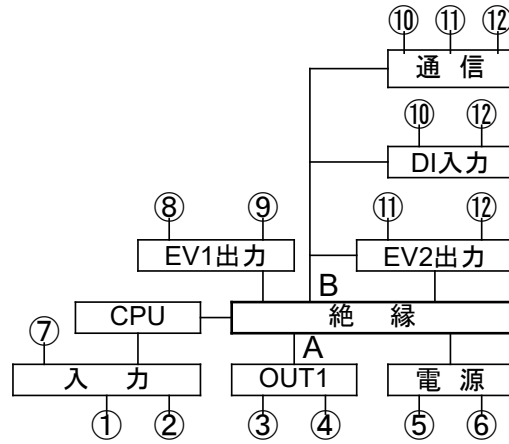 ⑩ ⑪ ⑫
通 信
⑩ ⑫
DI入力
⑧ ⑨ ⑪ ⑫
EV1出力 EV2出力
B
CPU 絶 縁
⑦ A
入 力 OUT1 電 源
① ② ③ ④ ⑤ ⑥